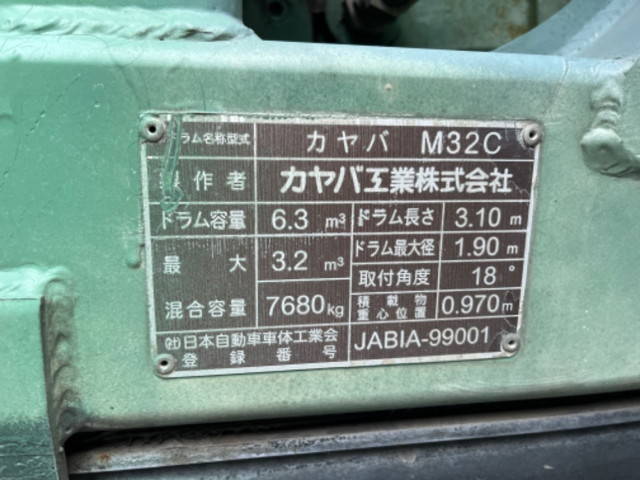 ドラム名称型式 カヤバ M32C
製作者 カヤバ工業株式会社
ドラム容量 6.3 m³ ドラム長さ 3.10 m
最大 3.2 m³ ドラム最大径 1.90 m
混合容量 7680kg 取付角度 18°
積載物重心位置 0.970m
㈳日本自動車車体工業会
登録番号 JABIA-99001